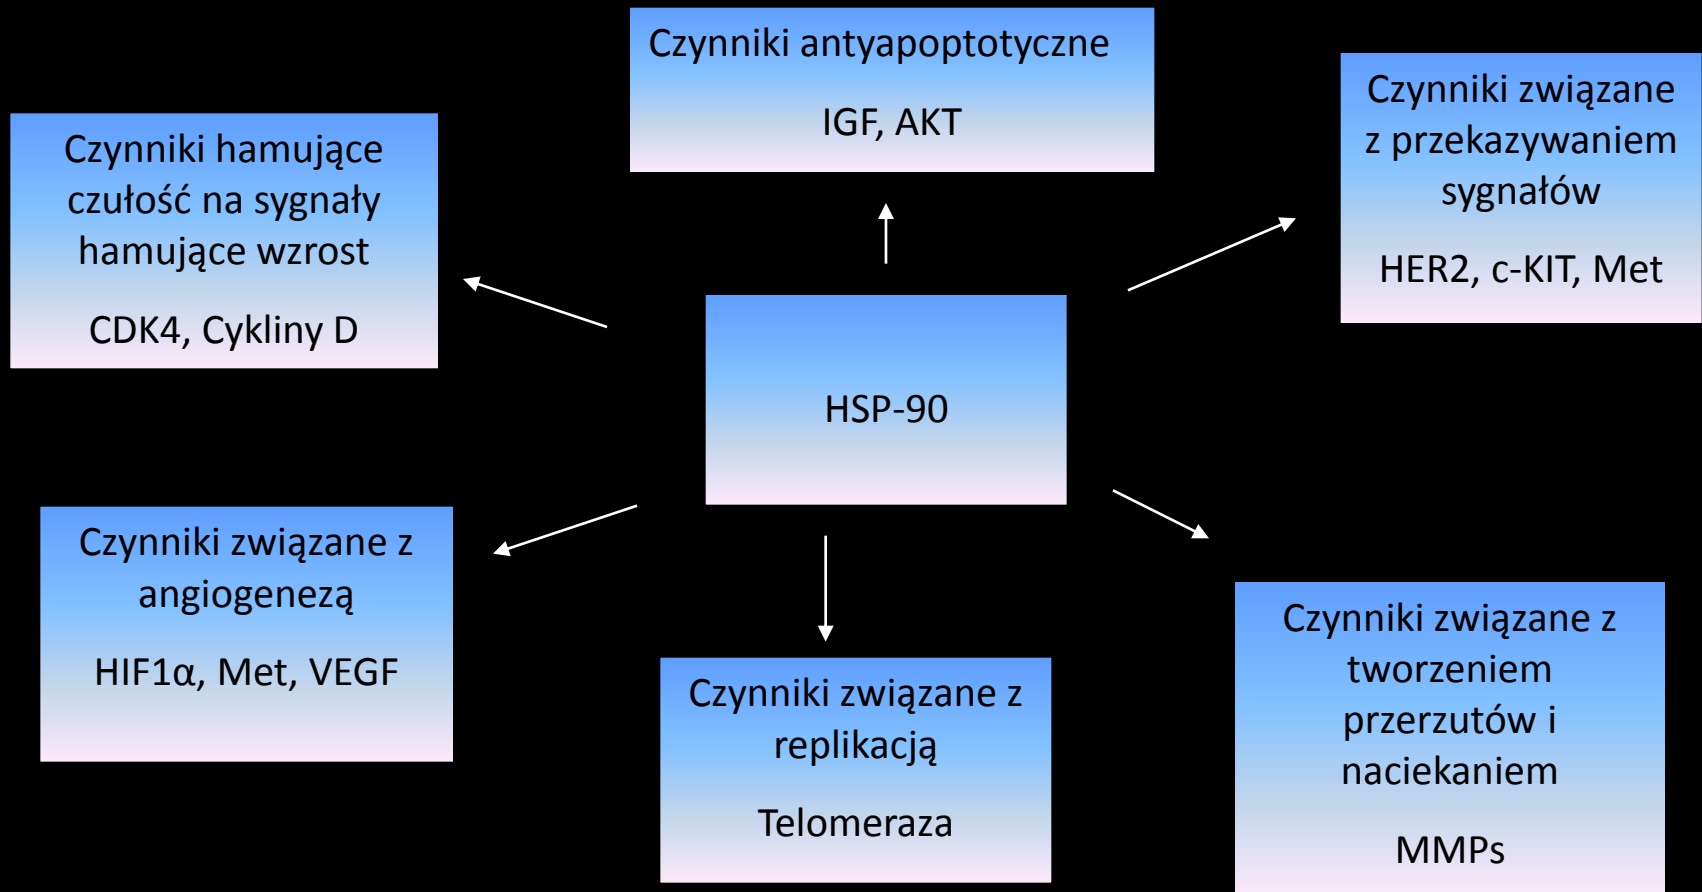 Czynniki antyapoptotyczne
IGF, AKT
Czynniki związane
z przekazywaniem
sygnałów
HER2, c-KIT, Met
Czynniki hamujące
czułość na sygnały
hamujące wzrost
CDK4, Cykliny D
HSP-90
Czynniki związane z
angiogenezą
HIF1α, Met, VEGF
Czynniki związane z
replikacją
Telomeraza
Czynniki związane z
tworzeniem
przerzutów i
naciekaniem
MMPs